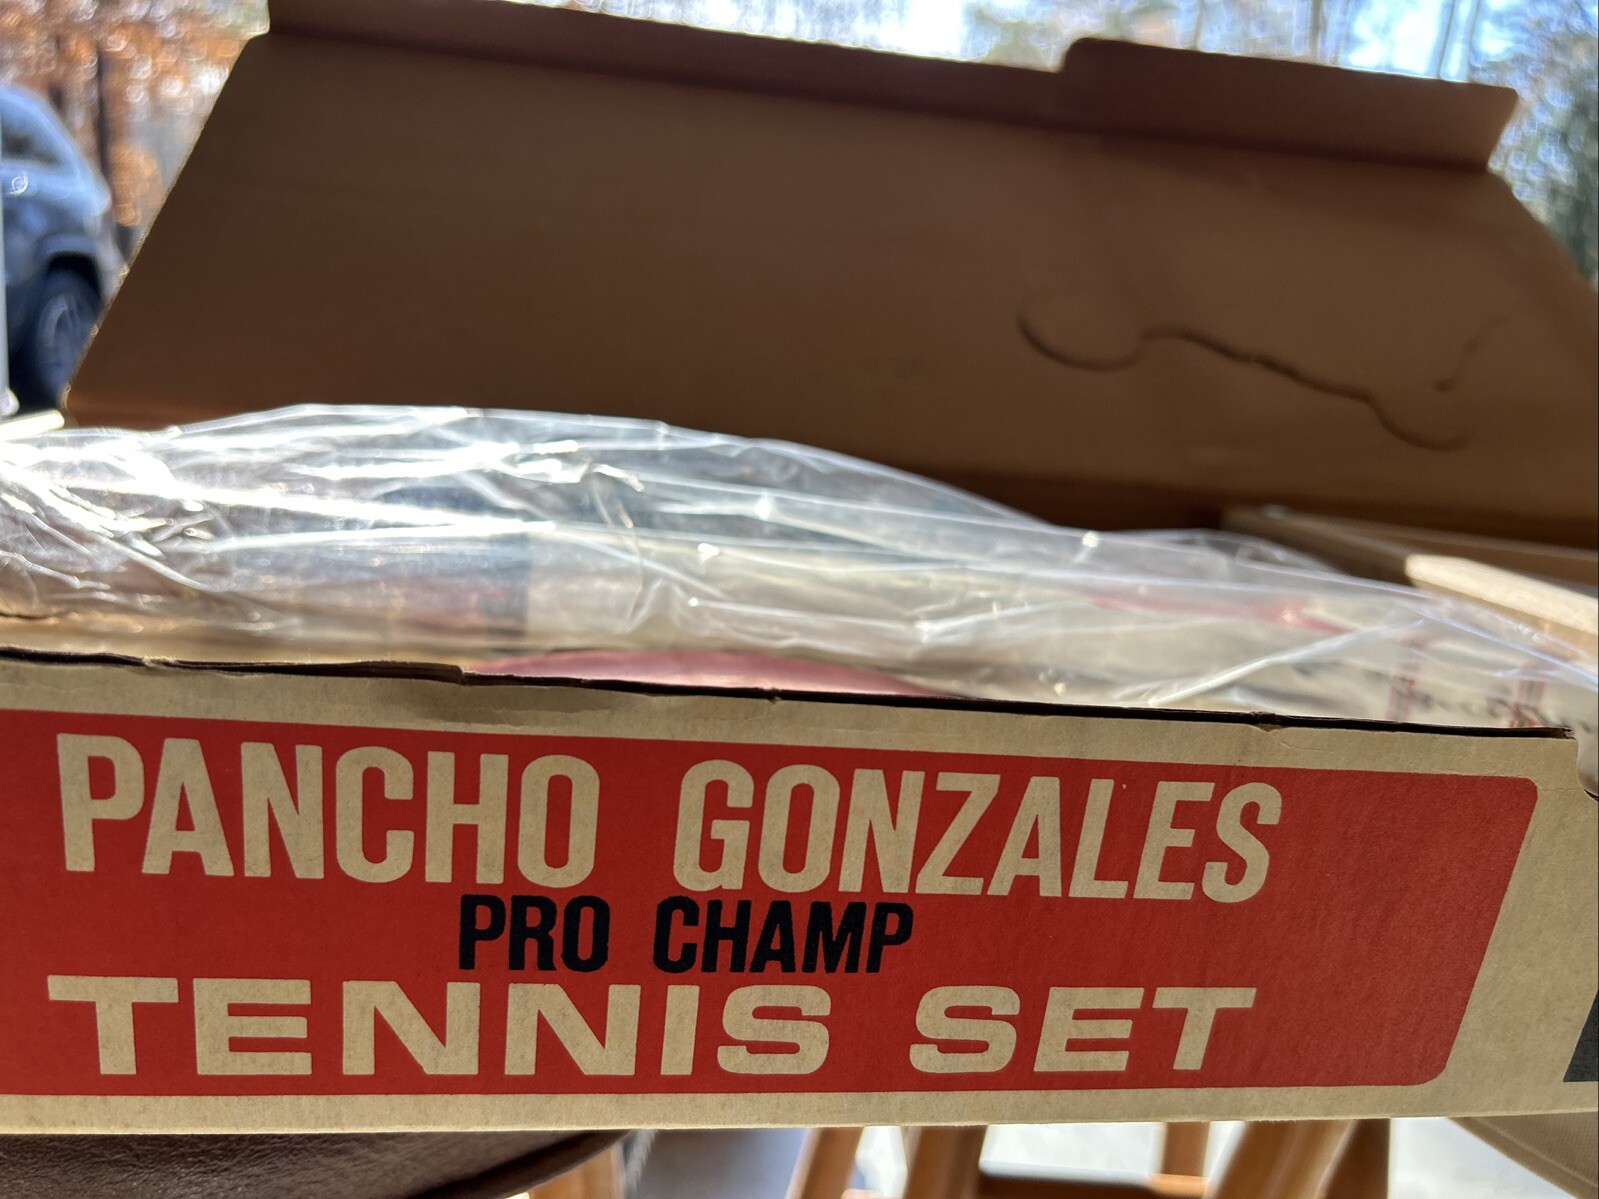 PANCHO GONZALES
PRO CHAMP
TENNIS SET